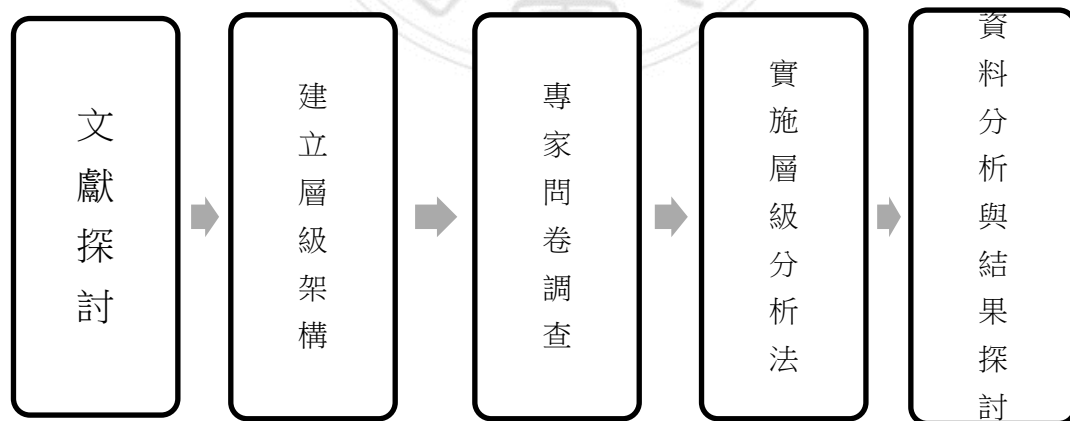 文獻探討
建立層級架構
專家問卷調查
實施層級分析法
資料分析與結果探討